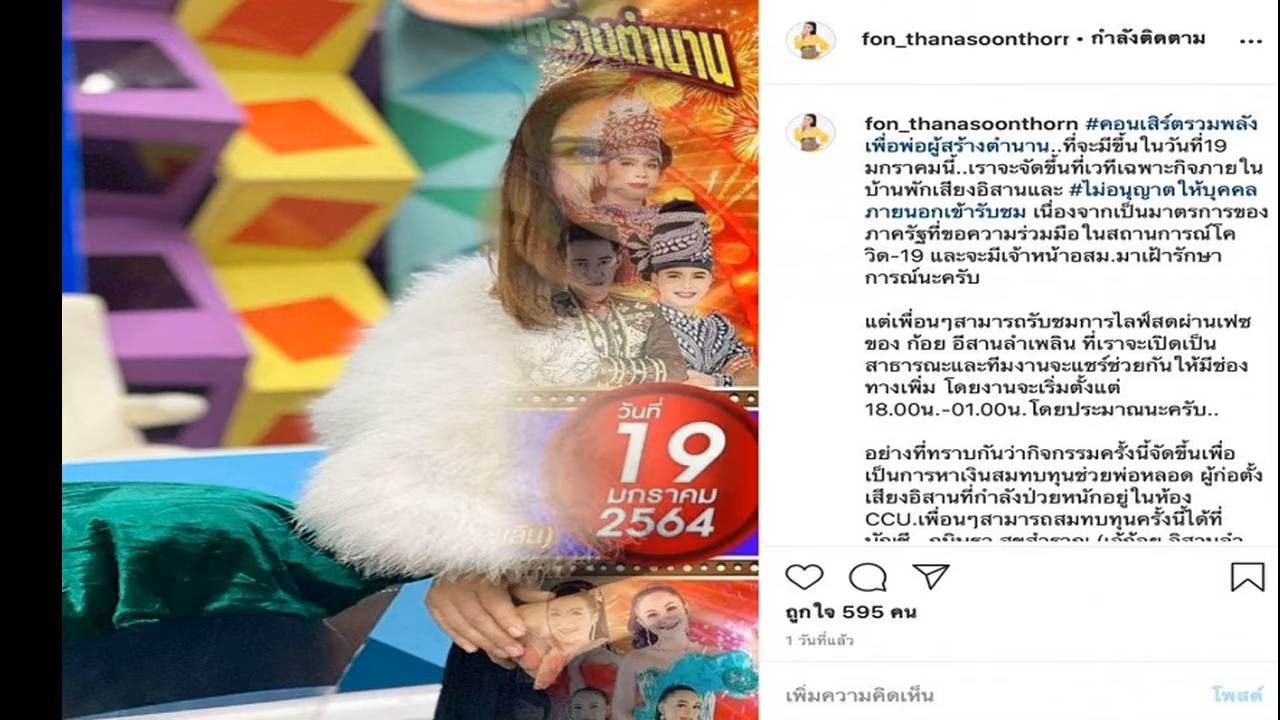 ผู้สร้างตำนาน
วันที่
19
มกราคม
2564
fon_thanasoonthorr • กำลังติดตาม
fon_thanasoonthorn #คอนเสิร์ตรวมพลัง
เพื่อพ่อผู้สร้างตำนาน..ที่จะมีขึ้นในวันที่19
มกราคมนี้..เราจะจัดขึ้นที่เวทีเฉพาะกิจภายใน
บ้านพักเสียงอิสานและ #ไม่อนุญาตให้บุคคล
ภายนอกเข้ารับชม เนื่องจากเป็นมาตรการของ
ภาครัฐที่ขอความร่วมมือในสถานการณ์โค
วิด-19 และจะมีเจ้าหน้าอสม.มาเฝ้ารักษา
การณ์นะครับ
แต่เพื่อนๆสามารถรับชมการไลฟ์สดผ่านเฟซ
ของ ก้อย อีสานลำเพลิน ที่เราจะเปิดเป็น
สาธารณะและทีมงานจะแชร์ช่วยกันให้มีช่อง
ทางเพิ่ม โดยงานจะเริ่มตั้งแต่
18.00น.-01.00น.โดยประมาณนะครับ..
อย่างที่ทราบกันว่ากิจกรรมครั้งนี้จัดขึ้นเพื่อ
เป็นการหาเงินสมทบทุนช่วยพ่อหลอด ผู้ก่อตั้ง
เสียงอิสานที่กำลังป่วยหนักอยู่ในห้อง
CCU.เพื่อนๆสามารถสมทบทุนครั้งนี้ได้ที่
ถูกใจ 595 คน
1 วันที่แล้ว
เพิ่มความคิดเห็น
โพสต์